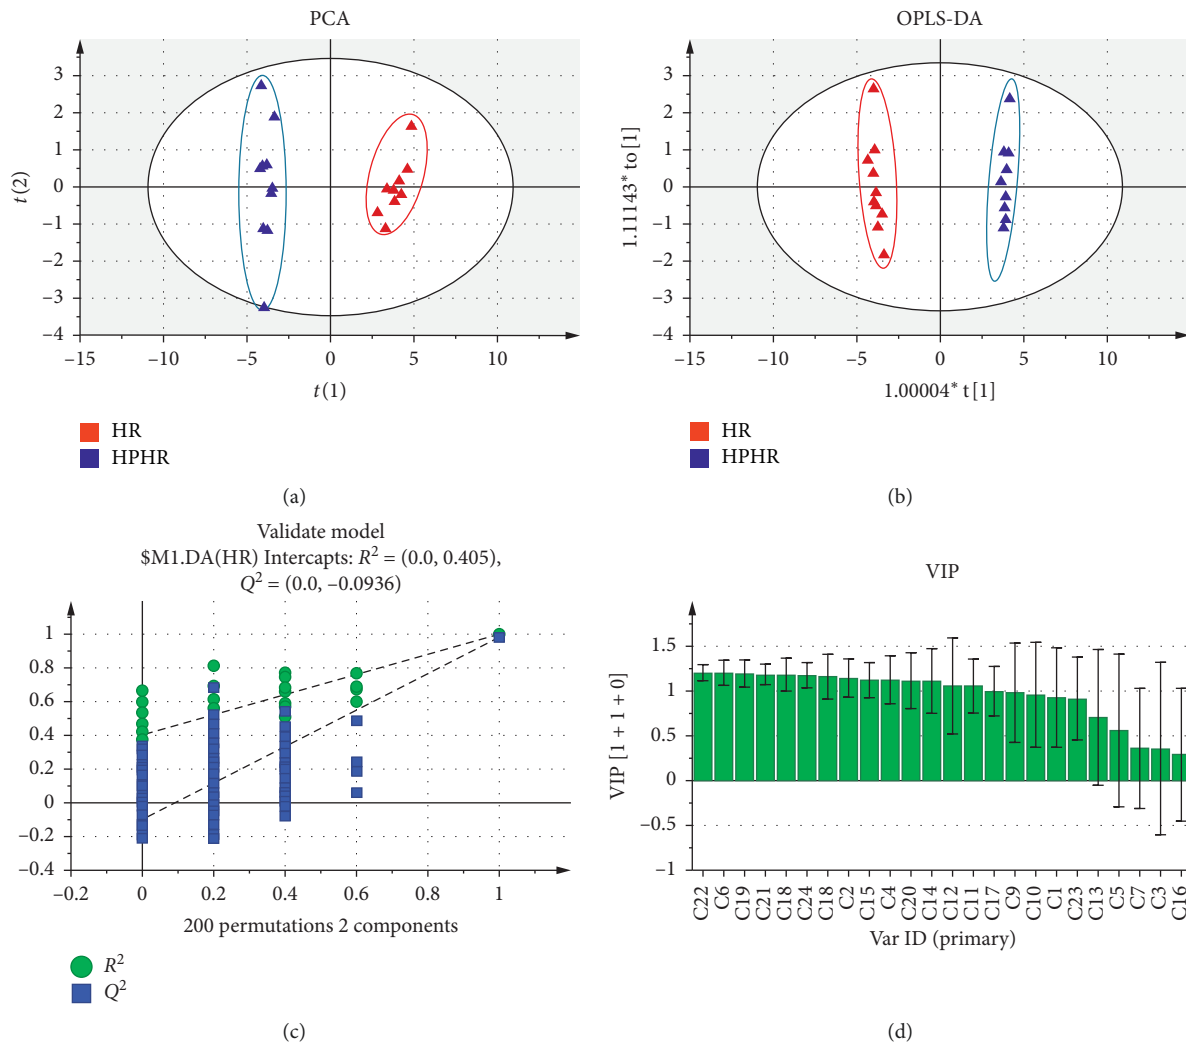 PCA
3
2
1
0
−1
−2
−3
−4
t(2)
−15
−10
−5
0
5
10
t(1)
HR
HPHR
(a)
OPLS-DA
3
2
1
0
−1
−2
−3
−4
1.11143* to [1]
−15
−10
−5
0
5
10
1.00004* t [1]
HR
HPHR
(b)
Validate model
$M1.DA(HR) Intercapts: R² = (0.0, 0.405),
Q² = (0.0, −0.0936)
1
0.8
0.6
0.4
0.2
0
−0.2
−0.4
−0.2
0
0.2
0.4
0.6
0.8
1
200 permutations 2 components
R²
Q²
(c)
VIP
1.5
1
0.5
0
−0.5
−1
VIP [1 + 1 + 0]
C22
C6
C19
C21
C18
C24
C18
C2
C15
C4
C20
C14
C12
C11
C17
C9
C10
C1
C23
C13
C5
C7
C3
C16
Var ID (primary)
(d)